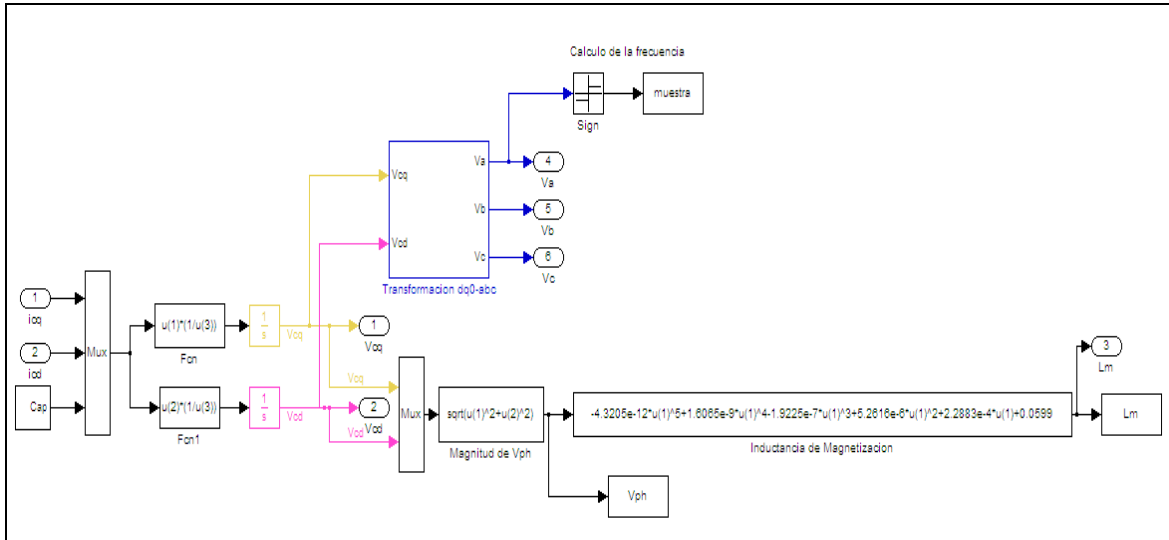 Calculo de la frecuencia
muestra
Sign
Va
4
Va
Vcq
Vb
5
Vb
Vcd
Vc
6
Vc
Transformacion dq0-abc
1
icq
u(1)*(1/u(3))
Fcn
1
s
Vcq
1
Vcq
2
icd
Mux
Cap
u(2)*(1/u(3))
Fcn1
1
s
Vcd
2
Vcd
Vcq
Vcd
Mux
sqrt(u(1)^2+u(2)^2)
Magnitud de Vph
-4.3205e-12*u(1)^5+1.6065e-9*u(1)^4-1.9225e-7*u(1)^3+5.2616e-6*u(1)^2+2.2883e-4*u(1)+0.0599
Inductancia de Magnetizacion
3
Lm
Lm
Vph